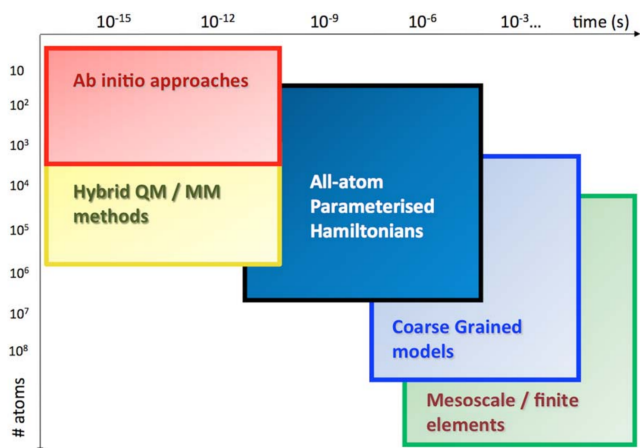 10⁻¹⁵ 10⁻¹² 10⁻⁹ 10⁻⁶ 10⁻³... time (s)
10
10²
10³
10⁴
10⁵
10⁶
10⁷
10⁸
# atoms
Ab initio approaches
Hybrid QM / MM
methods
All-atom
Parameterised
Hamiltonians
Coarse Grained
models
Mesoscale / finite
elements